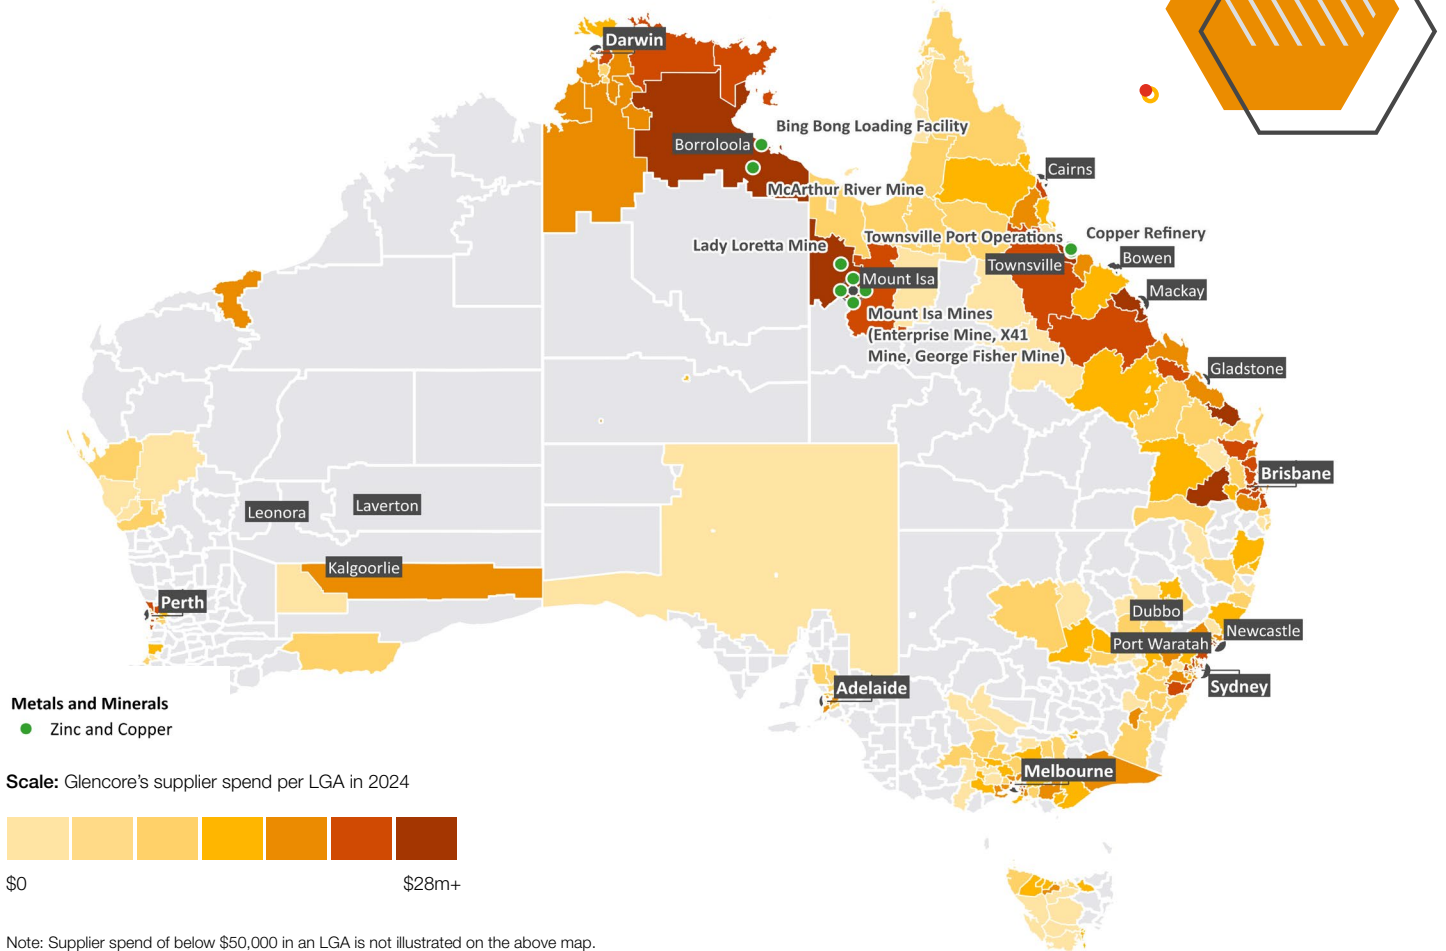 Darwin
Bing Bong Loading Facility
Borroloola
Cairns
McArthur River Mine
Copper Refinery
Townsville Port Operations
Lady Loretta Mine
Bowen
Townsville
Mount Isa
Mackay
Mount Isa Mines
(Enterprise Mine, X41
Mine, George Fisher Mine)
Gladstone
Brisbane
Leonora
Laverton
Kalgoorlie
Perth
Dubbo
Newcastle
Port Waratah
Sydney
Adelaide
Melbourne
Metals and Minerals
Zinc and Copper
Scale: Glencore's supplier spend per LGA in 2024
$0
$28m+
Note: Supplier spend of below $50,000 in an LGA is not illustrated on the above map.